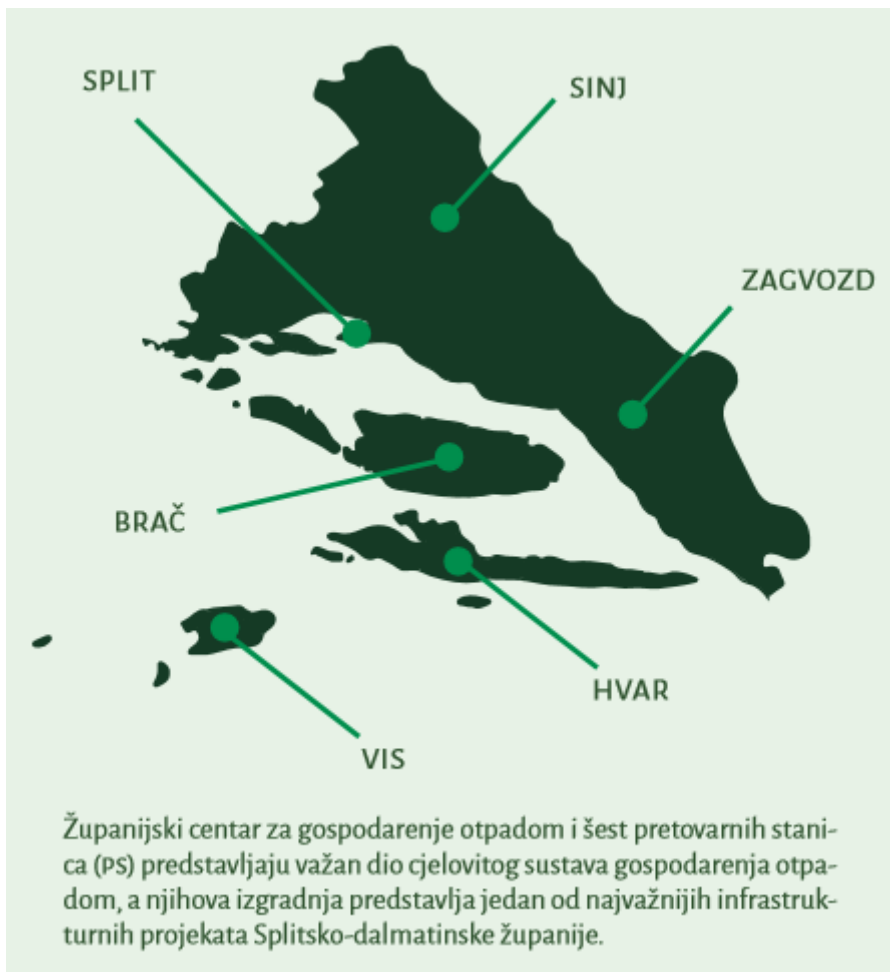 SPLIT
SINJ
ZAGVOZD
BRAČ
HVAR
VIS
Županijski centar za gospodarenje otpadom i šest pretovarnih stani-
ca (PS) predstavljaju važan dio cjelovitog sustava gospodarenja otpa-
dom, a njihova izgradnja predstavlja jedan od najvažnijih infrastruk-
turnih projekata Splitsko-dalmatinske županije.